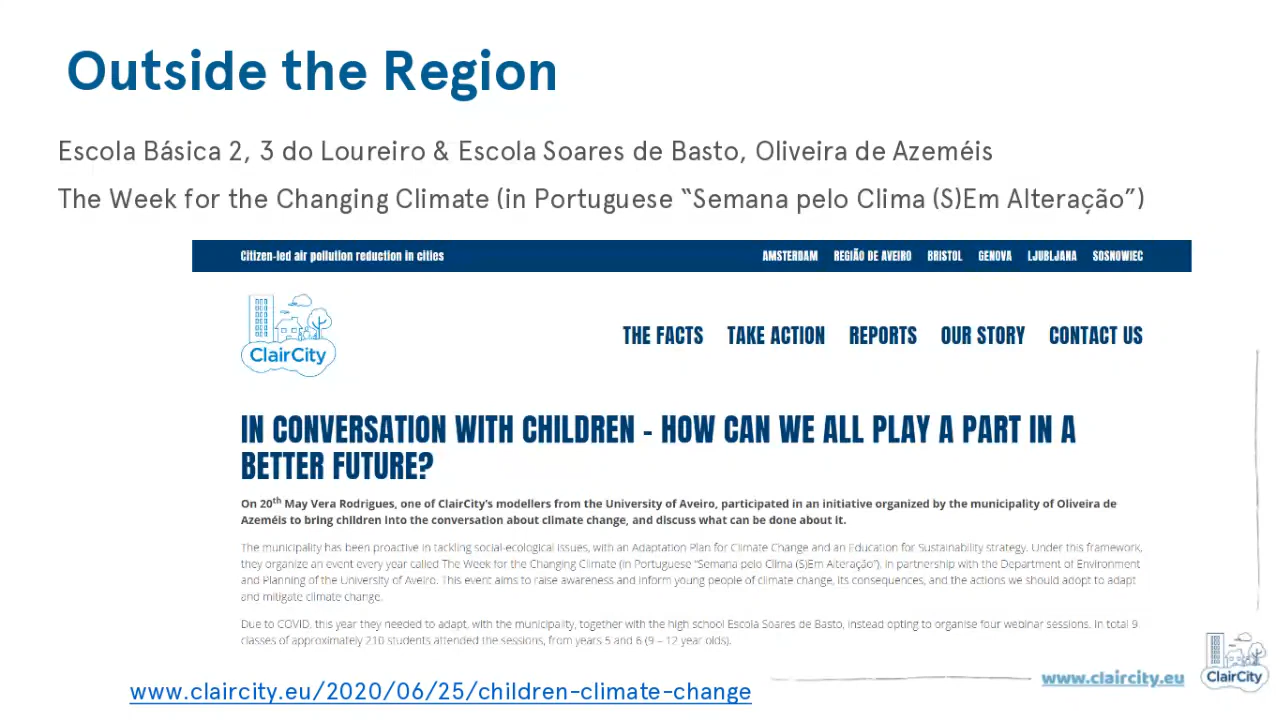 Outside the Region
Escola Básica 2, 3 do Loureiro & Escola Soares de Basto, Oliveira de Azeméis
The Week for the Changing Climate (in Portuguese “Semana pelo Clima (S)Em Alteração”)
Citizen-led air pollution reduction in cities AMSTERDAM REGIÃO DE AVEIRO BRISTOL GENOVA LJUBLJANA SOSNOWIEC
ClairCity
THE FACTS TAKE ACTION REPORTS OUR STORY CONTACT US
IN CONVERSATION WITH CHILDREN - HOW CAN WE ALL PLAY A PART IN A
BETTER FUTURE?
On 20th May Vera Rodrigues, one of ClairCity's modellers from the University of Aveiro, participated in an initiative organized by the municipality of Oliveira de
Azeméis to bring children into the conversation about climate change, and discuss what can be done about it.
The municipality has been proactive in tackling social-ecological issues, with an Adaptation Plan for Climate Change and an Education for Sustainability strategy. Under this framework,
they organize an event every year called The Week for the Changing Climate (in Portuguese “Semana pelo Clima (S)Em Alteração”), in partnership with the Department of Environment
and Planning of the University of Aveiro. This event aims to raise awareness and inform young people of climate change, its consequences, and the actions we should adopt to adapt
and mitigate climate change.
Due to COVID, this year they needed to adapt, with the municipality, together with the high school Escola Soares de Basto, instead opting to organise four webinar sessions. In total 9
classes of approximately 210 students attended the sessions, from years 5 and 6 (9 – 12 year olds).
www.claircity.eu/2020/06/25/children-climate-change
www.claircity.eu
ClairCity